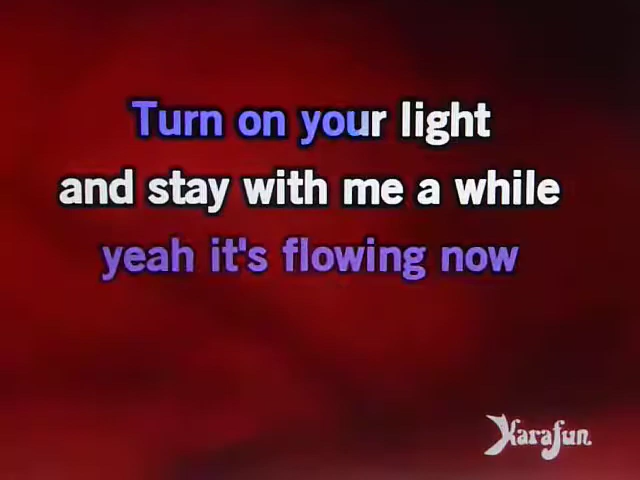 Turn on your light
and stay with me a while
yeah it's flowing now
Karafun